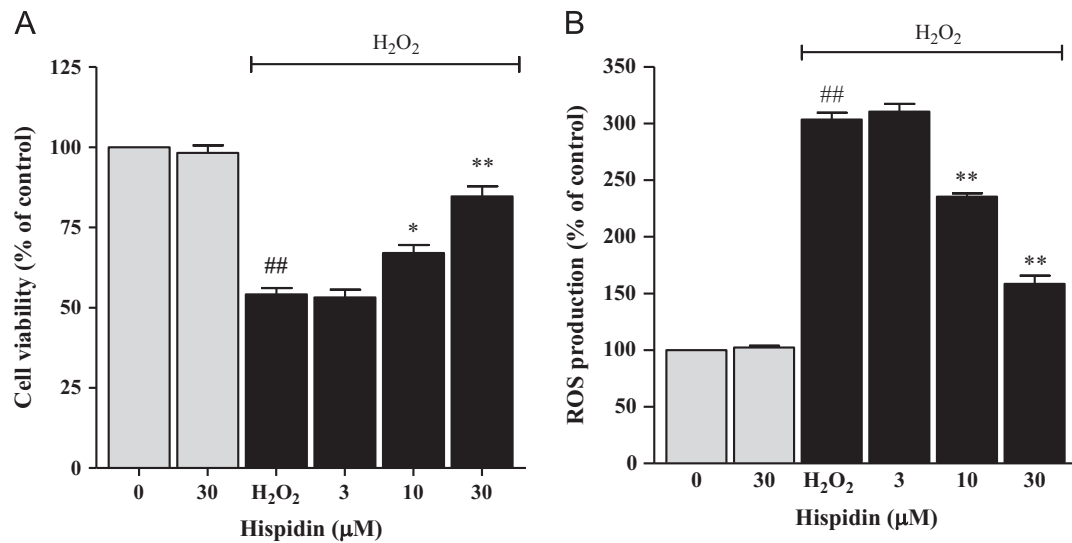 A
H₂O₂
125
100
75
50
25
0
Cell viability (% of control)
##
*
**
0 30 H₂O₂ 3 10 30
Hispidin (μM)
B
H₂O₂
350
300
250
200
150
100
50
0
ROS production (% of control)
##
**
**
0 30 H₂O₂ 3 10 30
Hispidin (μM)